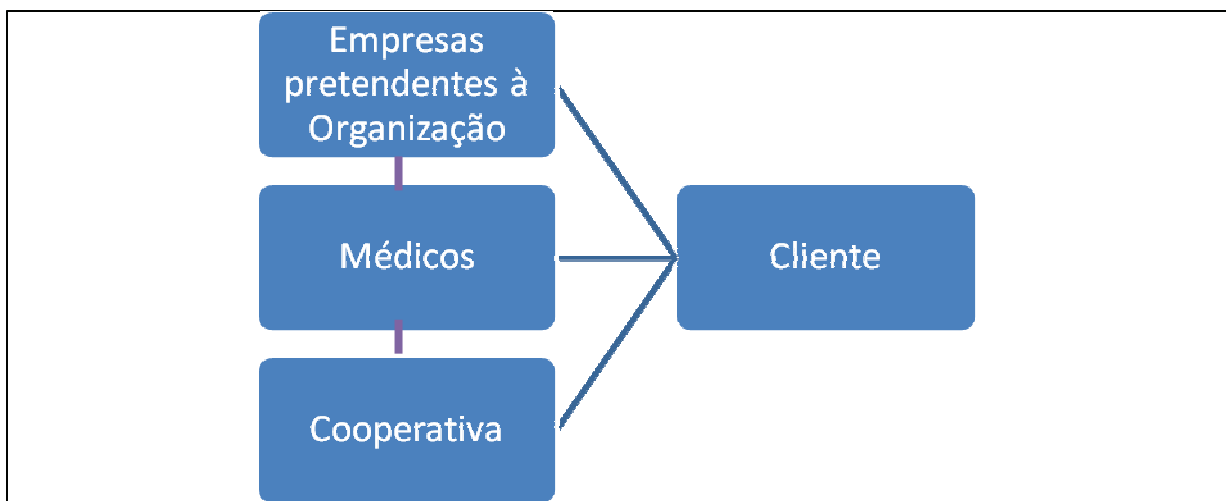 Empresas
pretendentes à
Organização
Médicos
Cliente
Cooperativa